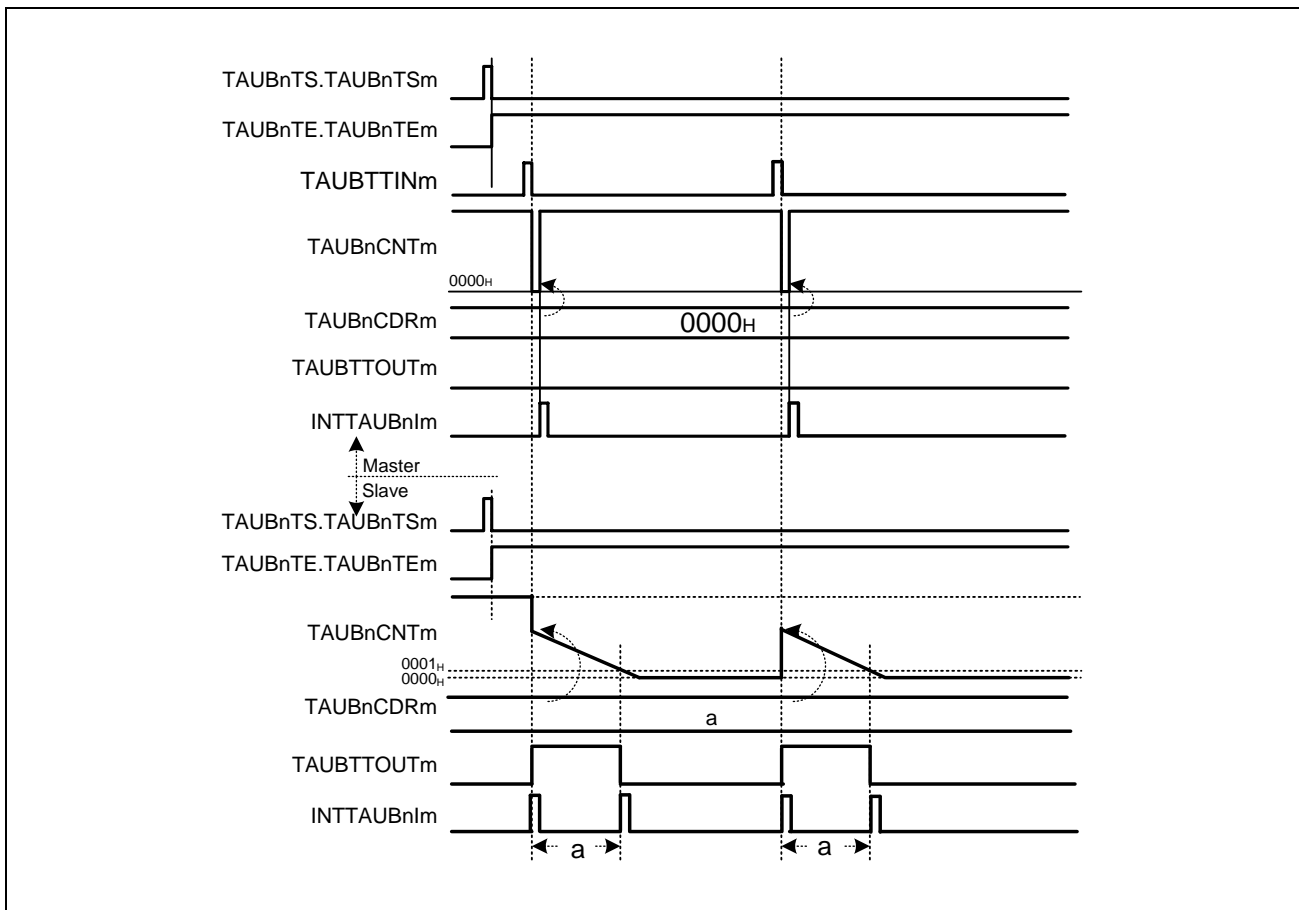 TAUBnTS.TAUBnTSm
TAUBnTE.TAUBnTEm
TAUBTTINm
TAUBnCNTm
0000H
TAUBnCDRm
0000H
TAUBTTOUTm
INTTAUBnIm
Master
Slave
TAUBnTS.TAUBnTSm
TAUBnTE.TAUBnTEm
TAUBnCNTm
0001H
0000H
TAUBnCDRm
a
TAUBTTOUTm
INTTAUBnIm
a
a